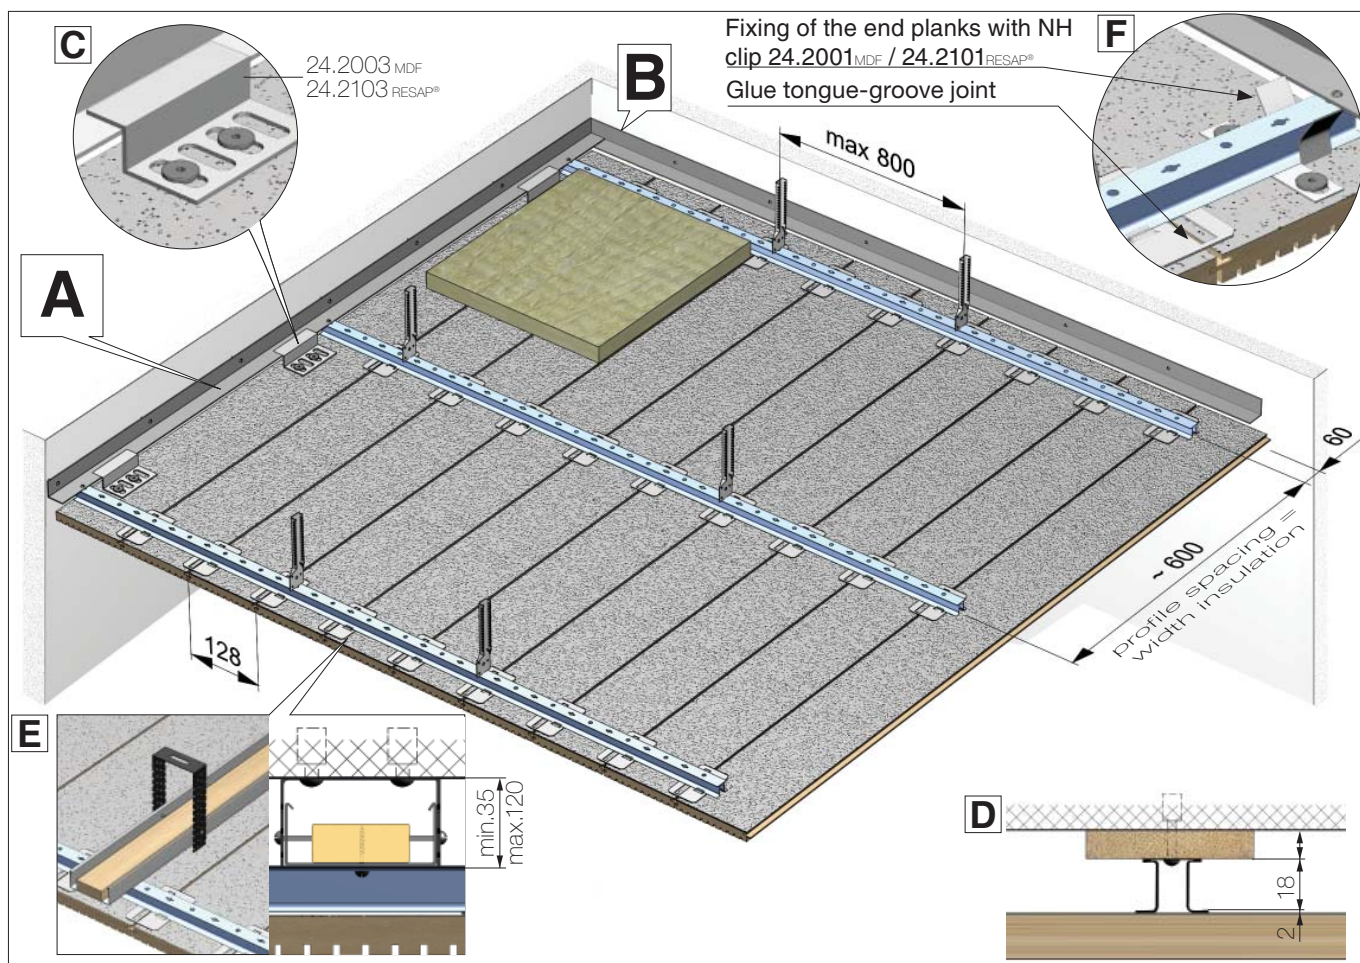 C
24.2003 MDF
24.2103 RESAP®
B
Fixing of the end planks with NH
clip 24.2001MDF / 24.2101RESAP®
Glue tongue-groove joint
F
max 800
A
60
~ 600
profile spacing =
width insulation
128
E
min.35
max.120
D
18
2